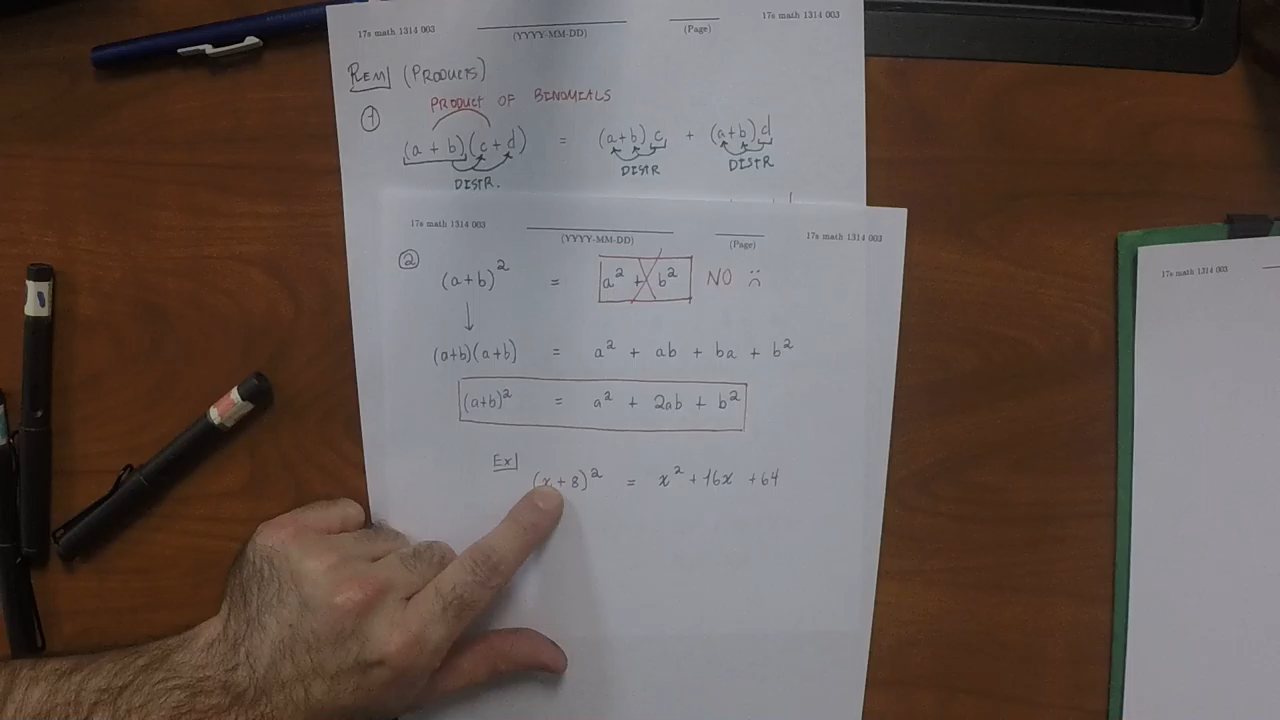 17s math 1314 003 (YYYY-MM-DD) (Page) 17s math 1314 003
REM (PRODUCTS)
PRODUCT OF BINOMIALS
① (a + b)(c + d) = (a+b)c + (a+b)d
DISTR. DISTR DISTR
17s math 1314 003 (YYYY-MM-DD) (Page) 17s math 1314 003
② (a+b)² = a² + b² NO ☹
(a+b)(a+b) = a² + ab + ba + b²
(a+b)² = a² + 2ab + b²
Ex (x+8)² = x² + 16x + 64
17s math 1314 003